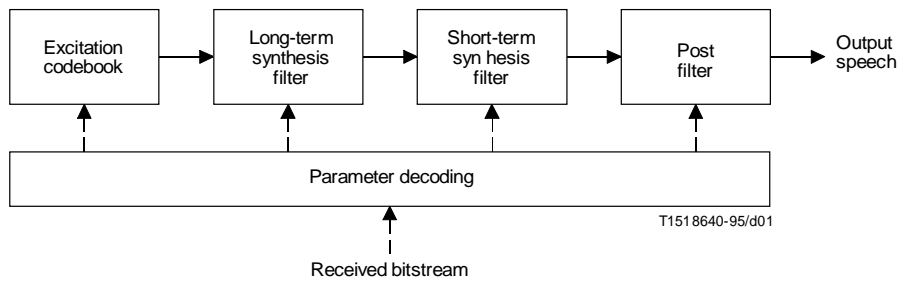 Excitation
codebook
Long-term
synthesis
filter
Short-term
syn hesis
filter
Post
filter
Output
speech
Parameter decoding
T1518640-95/d01
Received bitstream